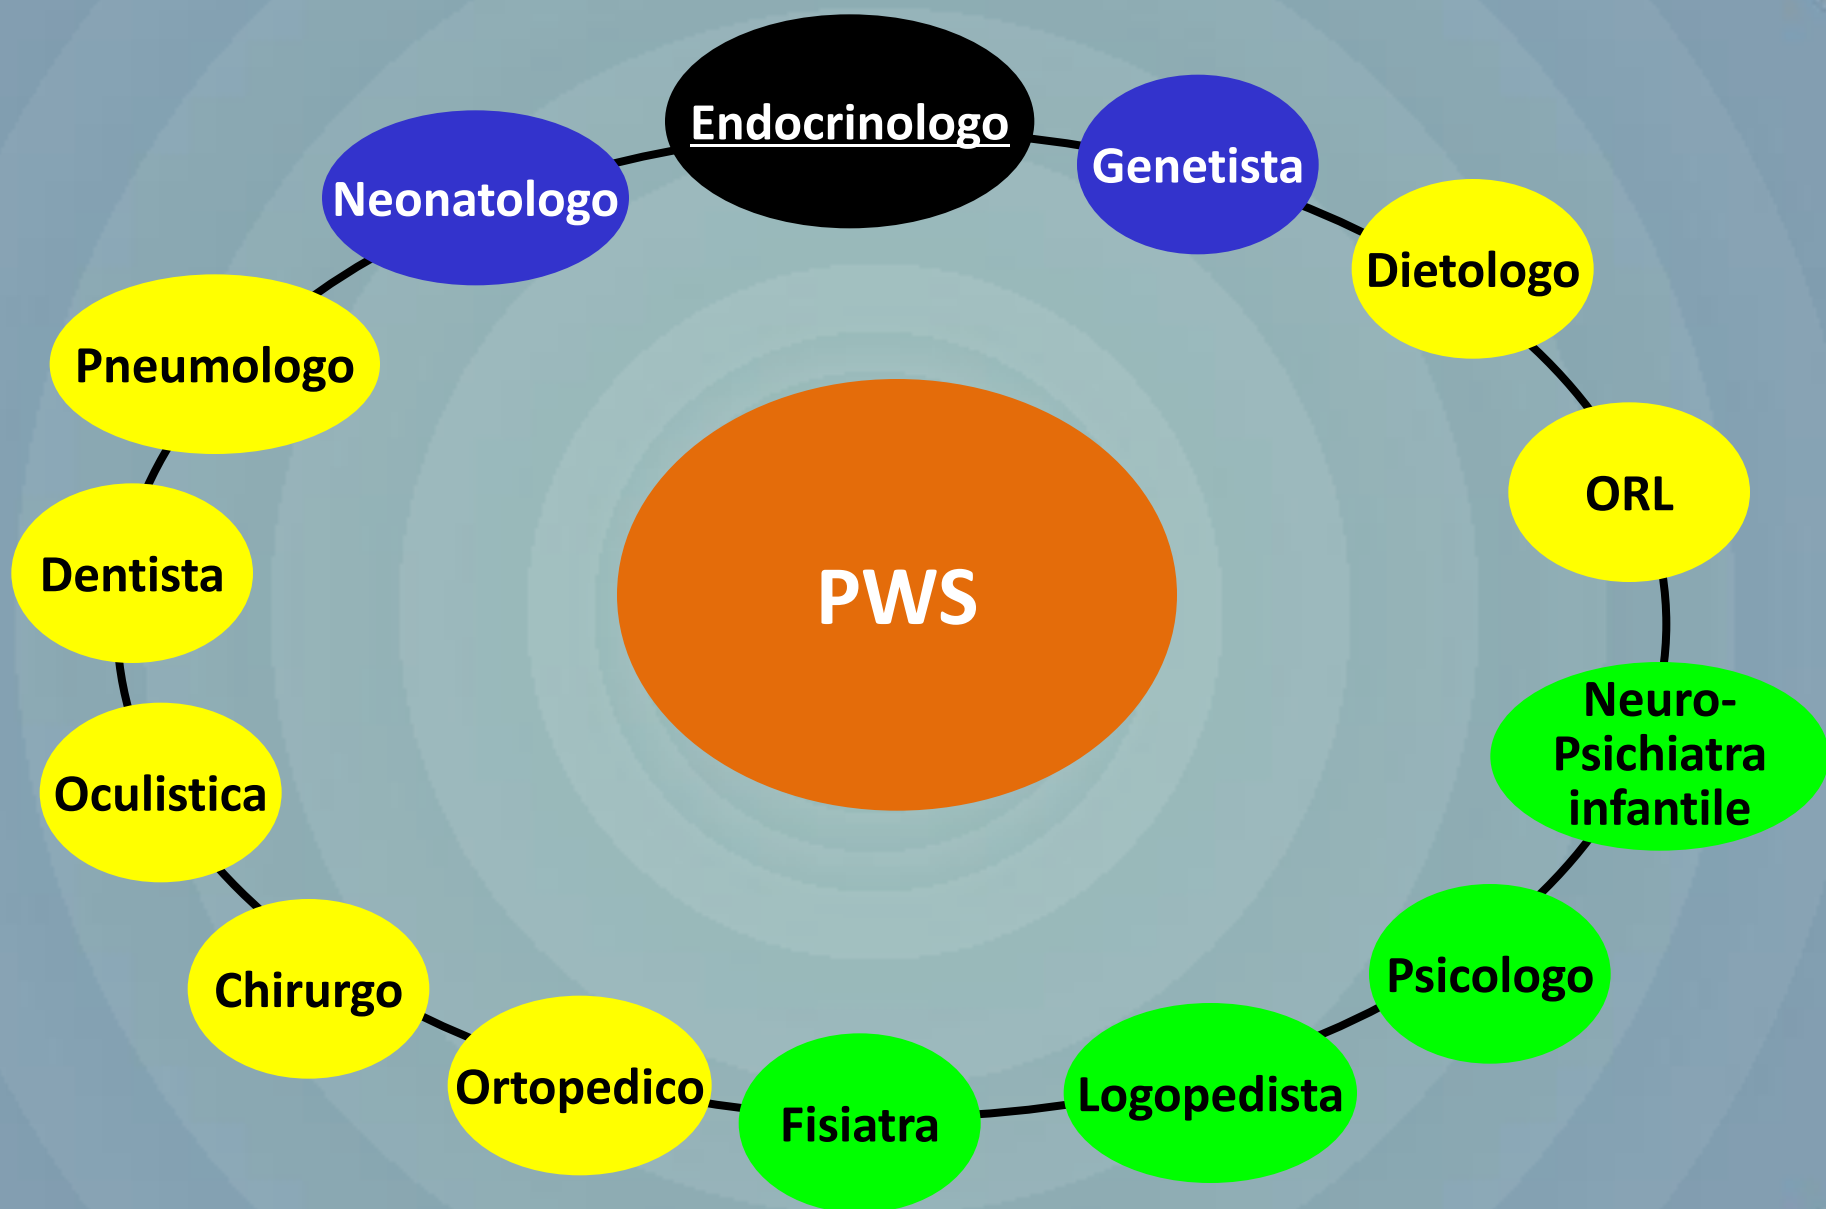 Endocrinologo
Genetista
Neonatologo
Dietologo
Pneumologo
ORL
Dentista
PWS
Neuro-
Psichiatra
infantile
Oculistica
Psicologo
Chirurgo
Ortopedico
Logopedista
Fisiatra